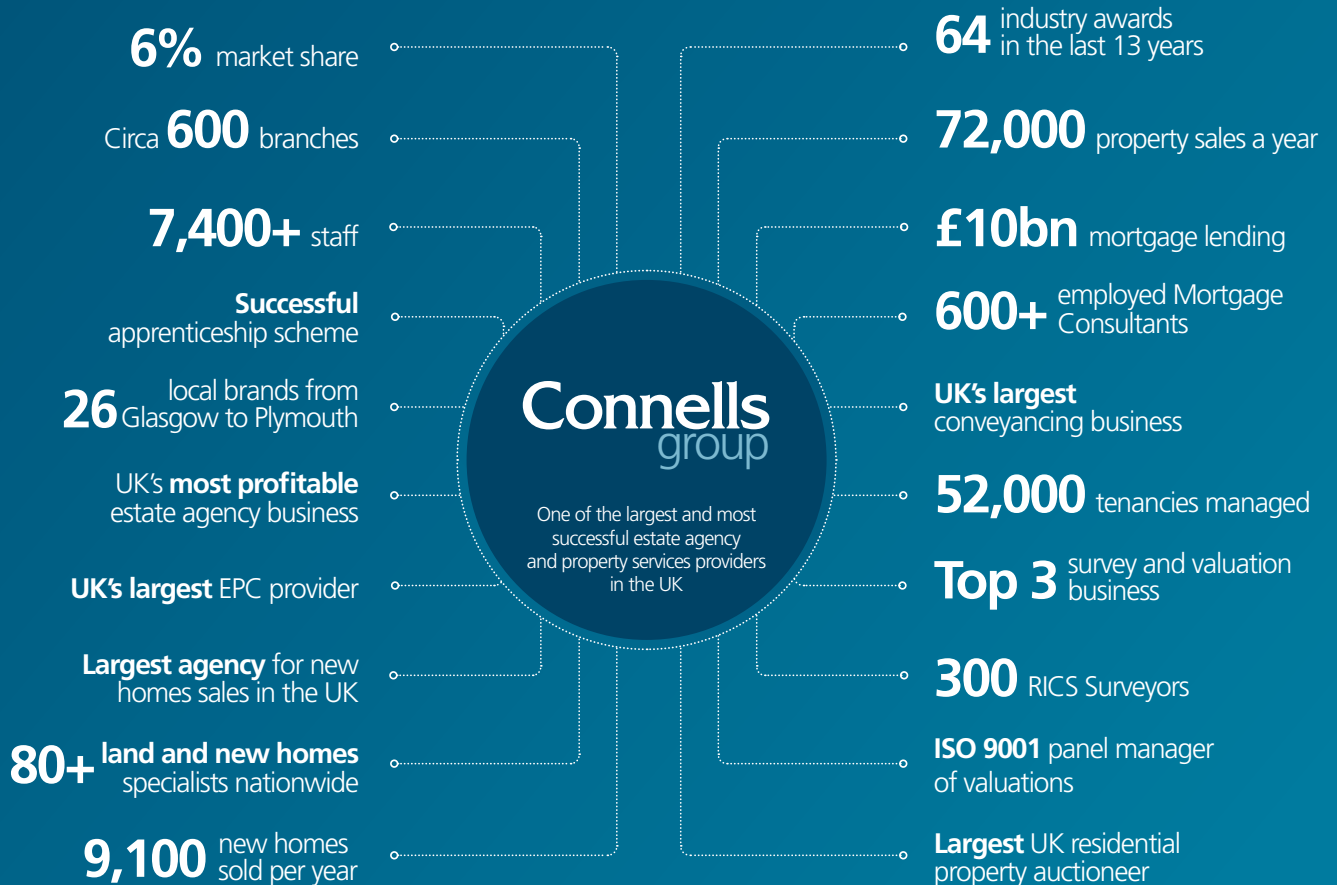 6% market share
Circa 600 branches
7,400+ staff
Successful
apprenticeship scheme
26 local brands from
Glasgow to Plymouth
UK's most profitable
estate agency business
UK's largest EPC provider
Largest agency for new
homes sales in the UK
80+ land and new homes
specialists nationwide
9,100 new homes
sold per year
Connells
group
One of the largest and most
successful estate agency
and property services providers
in the UK
64 industry awards
in the last 13 years
72,000 property sales a year
£10bn mortgage lending
600+ employed Mortgage
Consultants
UK's largest
conveyancing business
52,000 tenancies managed
Top 3 survey and valuation
business
300 RICS Surveyors
ISO 9001 panel manager
of valuations
Largest UK residential
property auctioneer